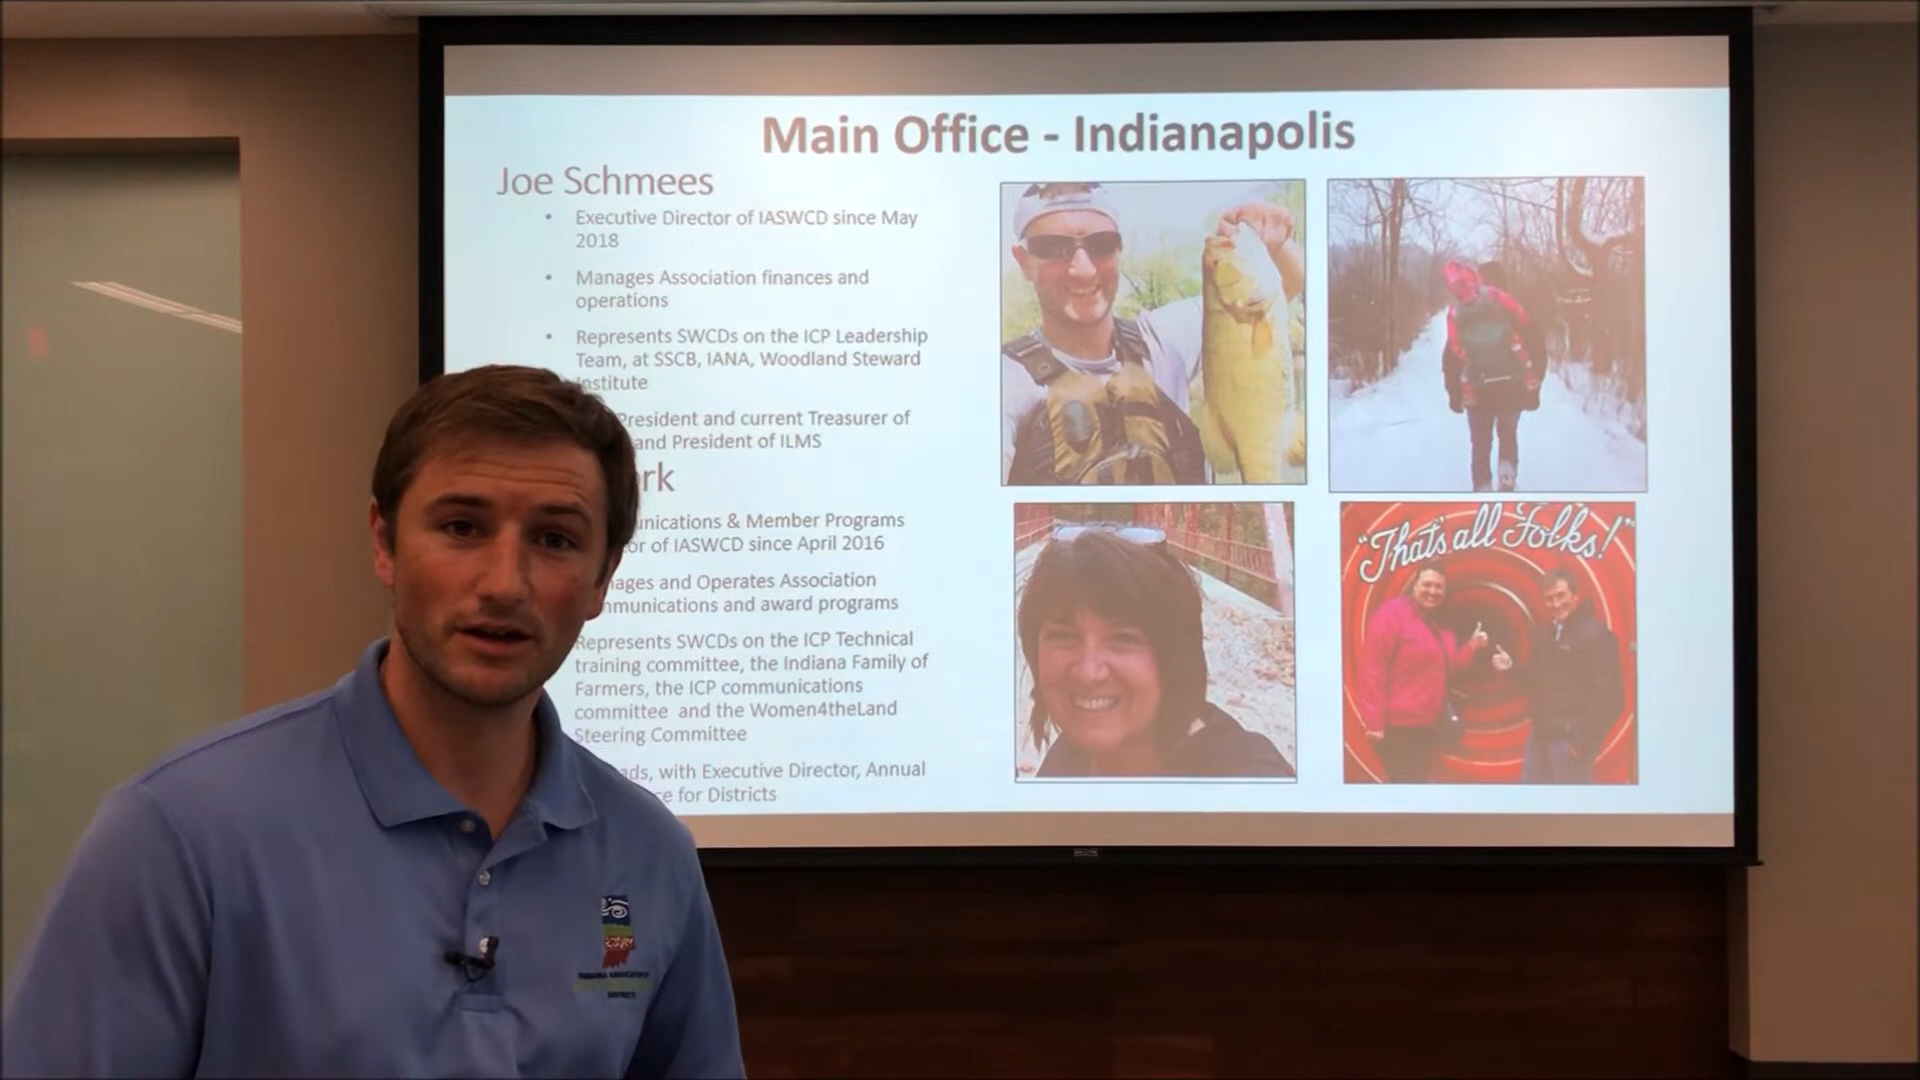 Main Office - Indianapolis
Joe Schmees
• Executive Director of IASWCD since May
2018
• Manages Association finances and
operations
• Represents SWCDs on the ICP Leadership
Team, at SSCB, IANA, Woodland Steward
Institute
President and current Treasurer of
and President of ILMS
rk
unications & Member Programs
or of IASWCD since April 2016
ages and Operates Association
mmunications and award programs
Represents SWCDs on the ICP Technical
training committee, the Indiana Family of
Farmers, the ICP communications
committee and the Women4theLand
Steering Committee
ads, with Executive Director, Annual
ce for Districts
"That's all Folks!"
DISTRICTS